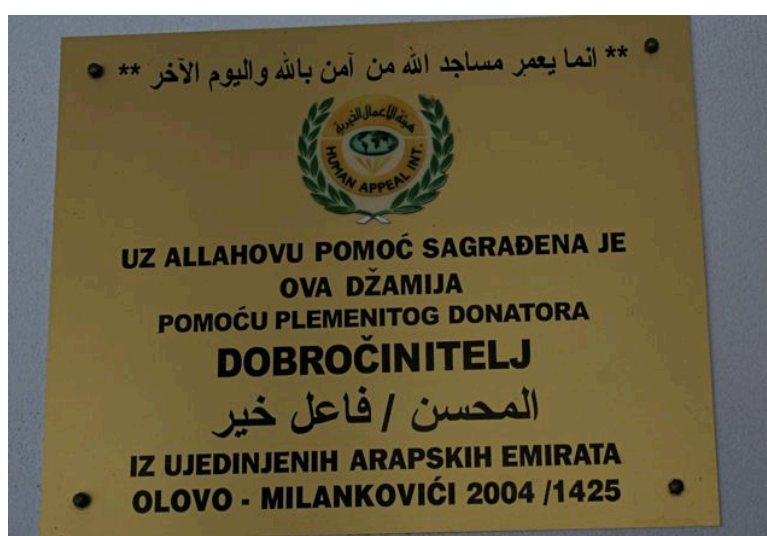 ** انما يعمر مساجد الله من آمن بالله واليوم الآخر **
هيئة الأعمال الخيرية
HUMAN APPEAL INT.
UZ ALLAHOVU POMOĆ SAGRAĐENA JE
OVA DŽAMIJA
POMOĆU PLEMENITOG DONATORA
DOBROČINITELJ
المحسن / فاعل خير
IZ UJEDINJENIH ARAPSKIH EMIRATA
OLOVO - MILANKOVIĆI 2004 /1425